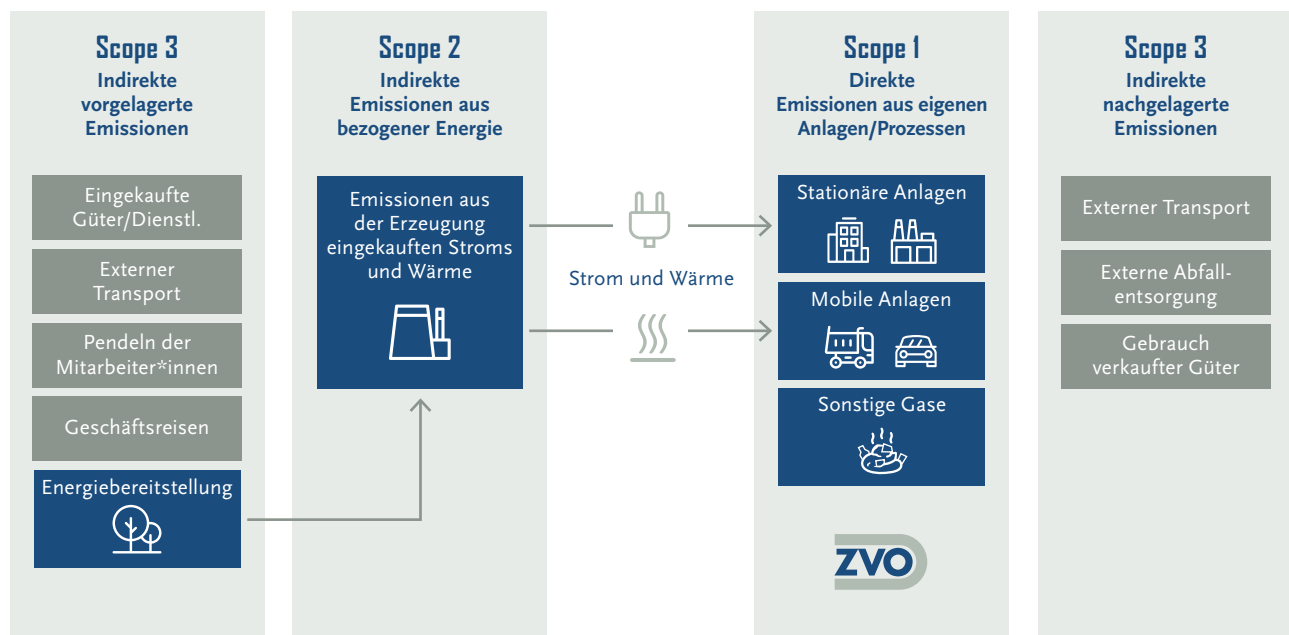 Scope 3
Indirekte
vorgelagerte
Emissionen
Eingekaufte
Güter/Dienstl.
Externer
Transport
Pendeln der
Mitarbeiter*innen
Geschäftsreisen
Energiebereitstellung
Scope 2
Indirekte
Emissionen aus
bezogener Energie
Emissionen aus
der Erzeugung
eingekauften Stroms
und Wärme
Strom und Wärme
Scope 1
Direkte
Emissionen aus eigenen
Anlagen/Prozessen
Stationäre Anlagen
Mobile Anlagen
Sonstige Gase
ZVO
Scope 3
Indirekte
nachgelagerte
Emissionen
Externer Transport
Externe Abfall-
entsorgung
Gebrauch
verkaufter Güter